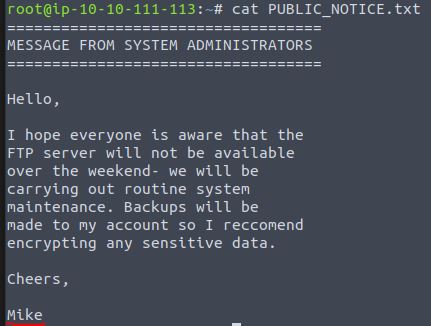 root@ip-10-10-111-113:~# cat PUBLIC_NOTICE.txt
===================================
MESSAGE FROM SYSTEM ADMINISTRATORS
===================================
Hello,
I hope everyone is aware that the
FTP server will not be available
over the weekend- we will be
carrying out routine system
maintenance. Backups will be
made to my account so I reccomend
encrypting any sensitive data.
Cheers,
Mike